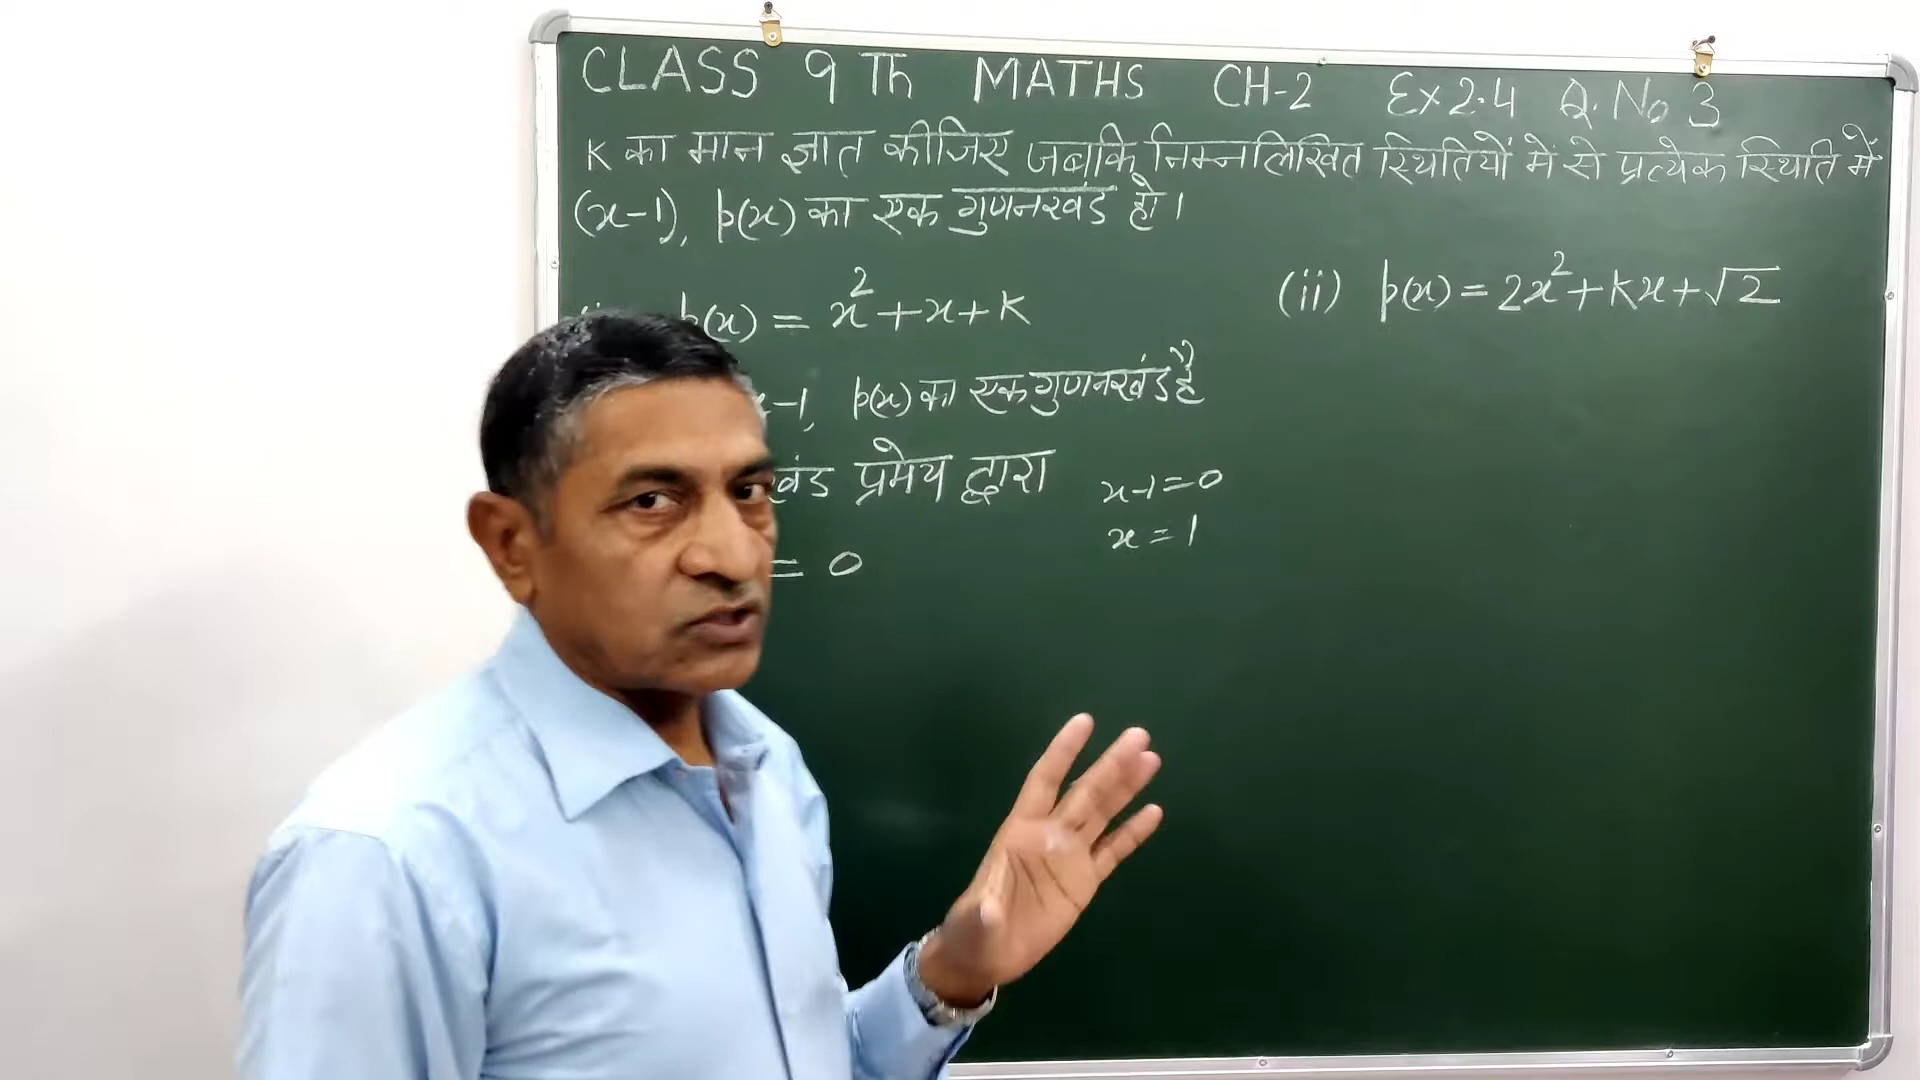 CLASS 9 Th MATHS CH-2 Ex 2.4 Q. No 3
K का मान ज्ञात कीजिए जबकि निम्नलिखित स्थितियों में से प्रत्येक स्थिति में
(x-1), p(x) का एक गुणनखंड हो।
p(x) = x²+x+K
(ii) p(x) = 2x²+Kx+√2
-1, p(x) का एक गुणनखंड है
प्रमेय द्वारा
x-1=0
x=1
= 0